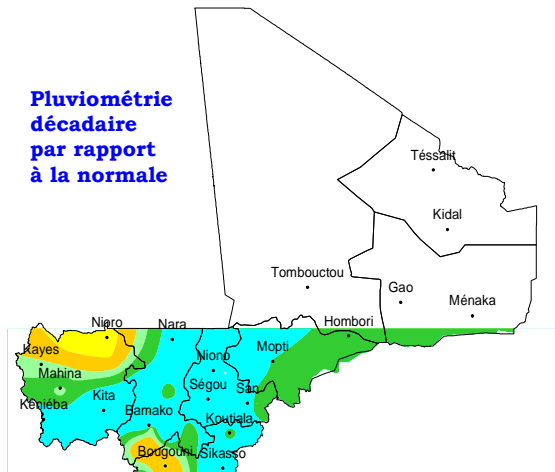 Pluviométrie
décadaire
par rapport
à la normale
Téssalit
Kidal
Tombouctou
Gao
Ménaka
Hombori
Nioro
Nara
Kayes
Niono
Mopti
Mahina
Ségou
San
Kéniéba
Kita
Bamako
Koutiala
Bougouni
Sikasso